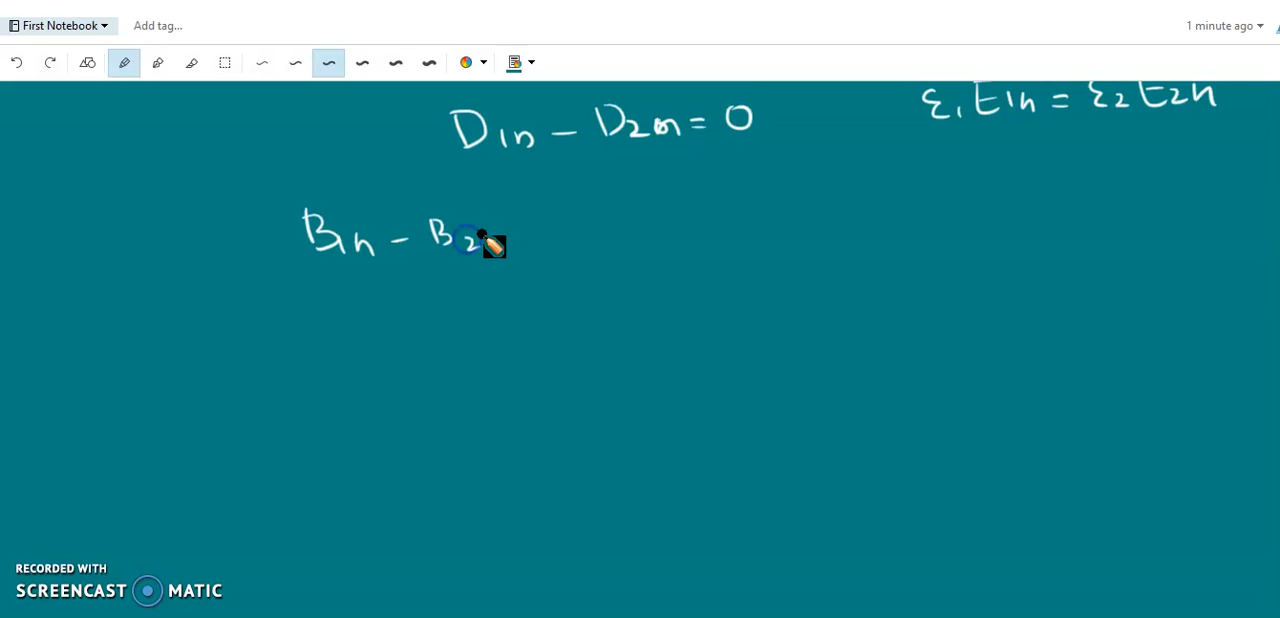 First Notebook Add tag... 1 minute ago
ε₁E1n = ε₂E2n
D1n – D2n = 0
B1n – B2
RECORDED WITH
SCREENCAST MATIC